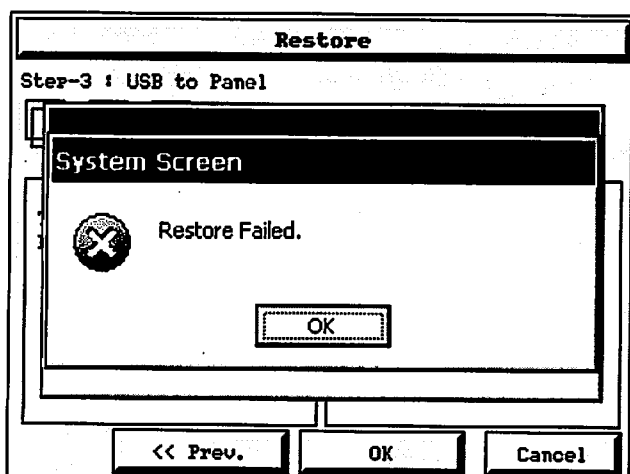 Restore
Step-3 : USB to Panel
System Screen
Restore Failed.
OK
<< Prev.
OK
Cancel